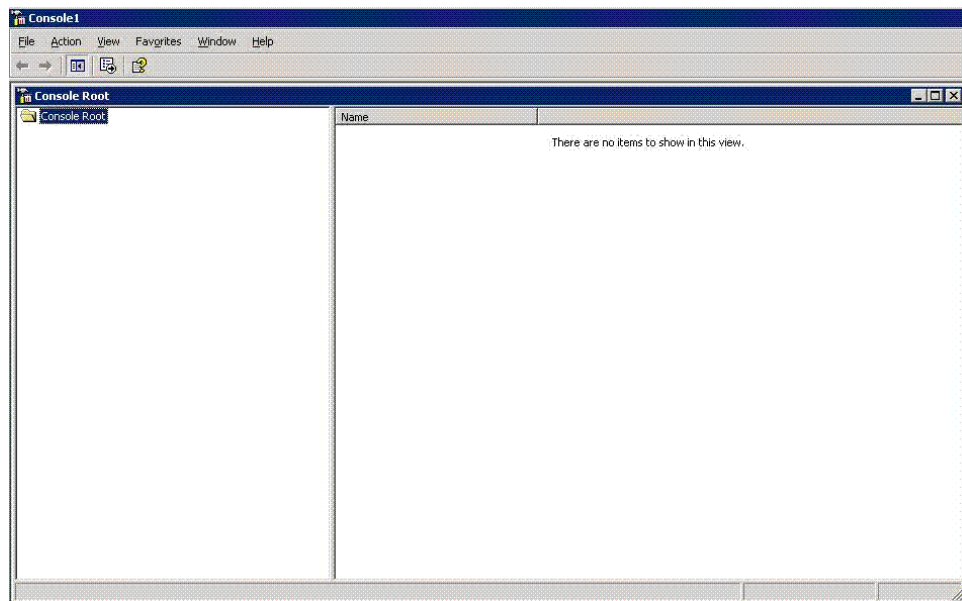 Console1
File Action View Favorites Window Help
Console Root
Console Root
Name
There are no items to show in this view.